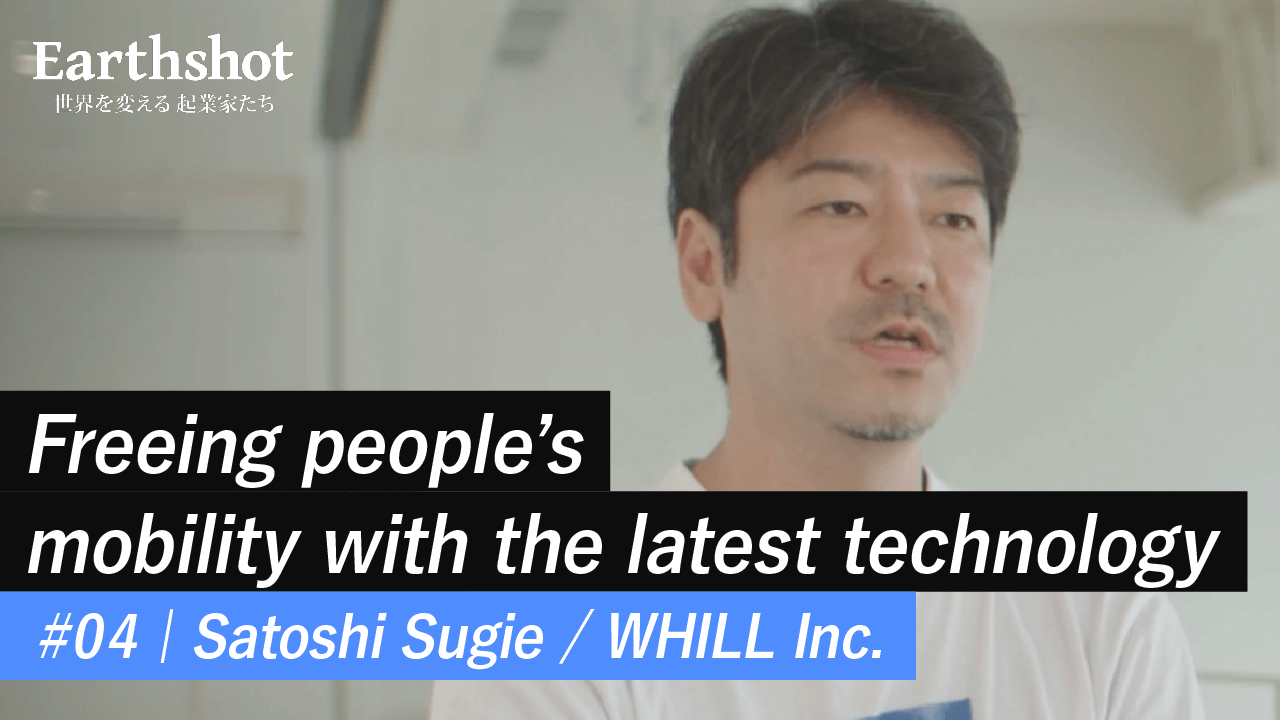 Earthshot
世界を変える 起業家たち
Freeing people’s
mobility with the latest technology
#04｜Satoshi Sugie / WHILL Inc.